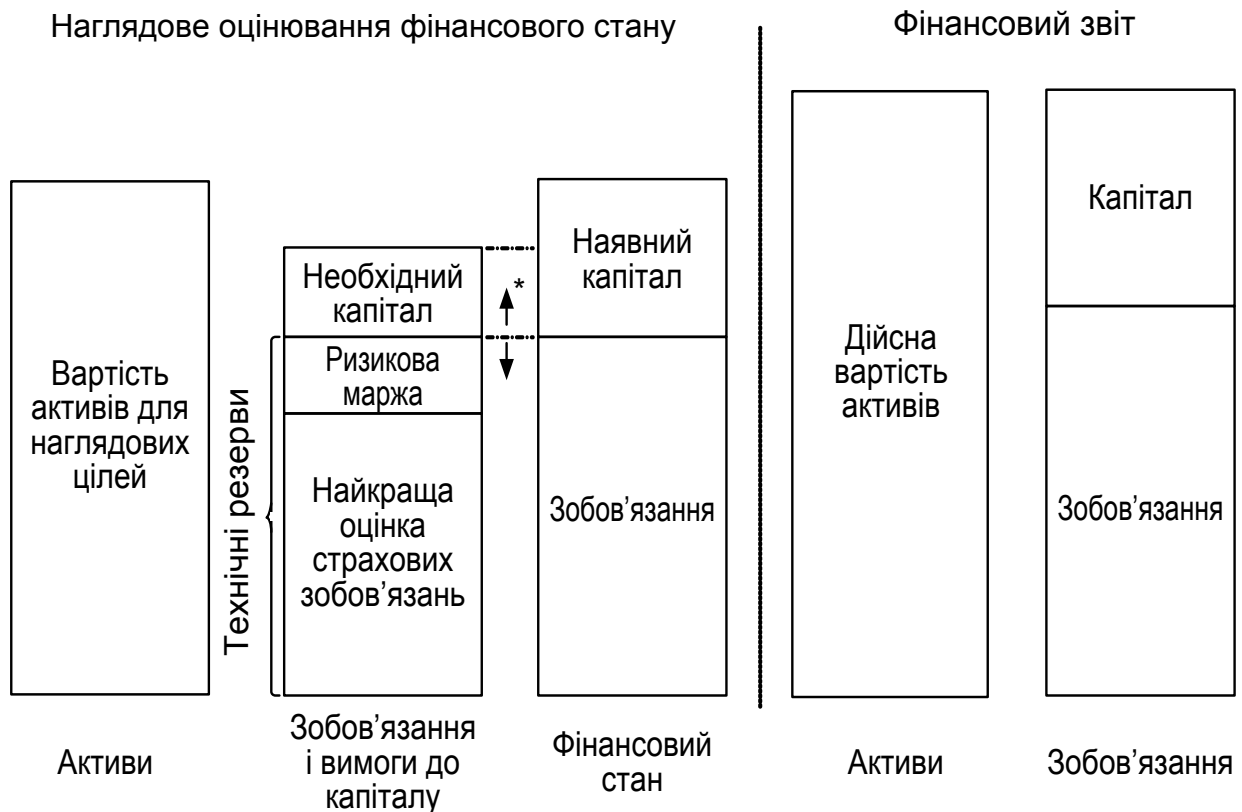 Наглядове оцінювання фінансового стану
Фінансовий звіт
Вартість
активів для
наглядових
цілей
Технічні резерви
Необхідний
капітал
*
Ризикова
маржа
Найкраща
оцінка
страхових
зобов’язань
Наявний
капітал
Зобов’язання
Дійсна
вартість
активів
Капітал
Зобов’язання
Активи
Зобов’язання
і вимоги до
капіталу
Фінансовий
стан
Активи
Зобов’язання